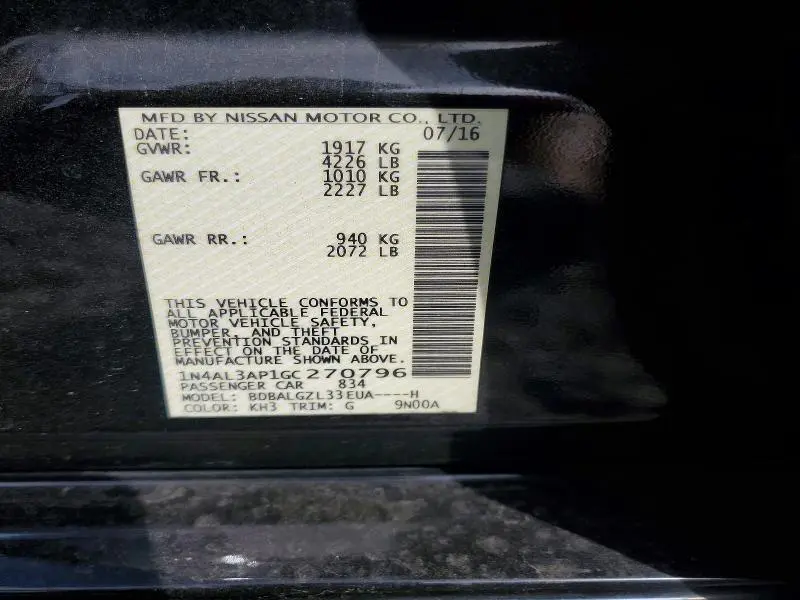 MFD BY NISSAN MOTOR CO., LTD.
DATE: 07/16
GVWR: 1917 KG
4226 LB
GAWR FR.: 1010 KG
2227 LB
GAWR RR.: 940 KG
2072 LB
THIS VEHICLE CONFORMS TO
ALL APPLICABLE FEDERAL
MOTOR VEHICLE SAFETY,
BUMPER, AND THEFT
PREVENTION STANDARDS IN
EFFECT ON THE DATE OF
MANUFACTURE SHOWN ABOVE.
1N4AL3AP1GC270796
PASSENGER CAR 834
MODEL: BDBALGZL33EUA----H
COLOR: KH3 TRIM: G 9N00A